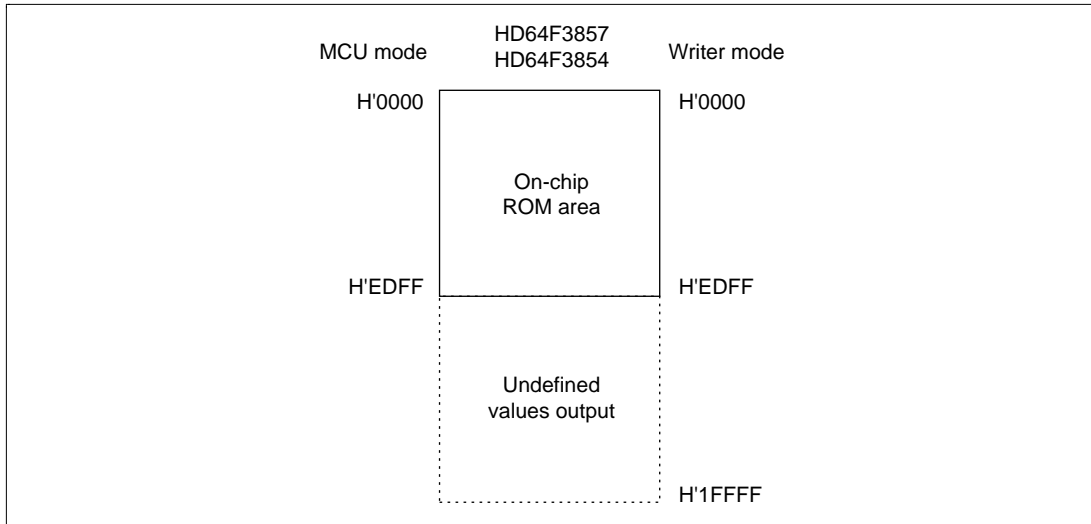 HD64F3857
MCU mode HD64F3854 Writer mode
H'0000 H'0000
On-chip
ROM area
H'EDFF H'EDFF
Undefined
values output
H'1FFFF